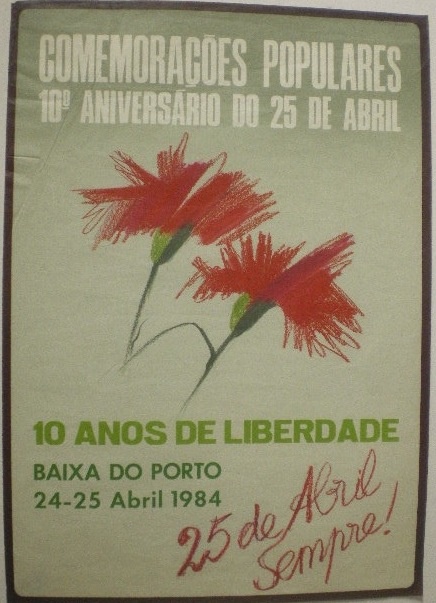 COMEMORAÇÕES POPULARES
10º ANIVERSÁRIO DO 25 DE ABRIL
10 ANOS DE LIBERDADE
BAIXA DO PORTO
24-25 Abril 1984
25 de Abril
Sempre!